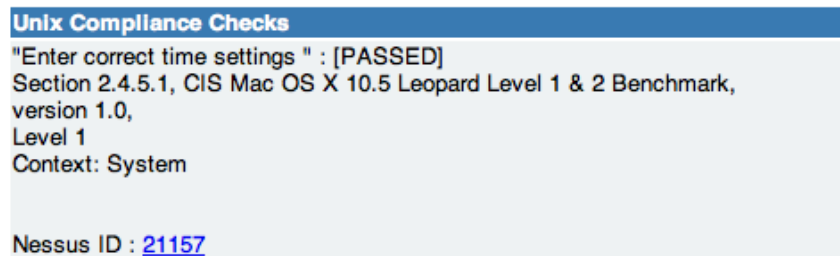 Unix Compliance Checks
"Enter correct time settings " : [PASSED]
Section 2.4.5.1, CIS Mac OS X 10.5 Leopard Level 1 & 2 Benchmark,
version 1.0,
Level 1
Context: System
Nessus ID : 21157